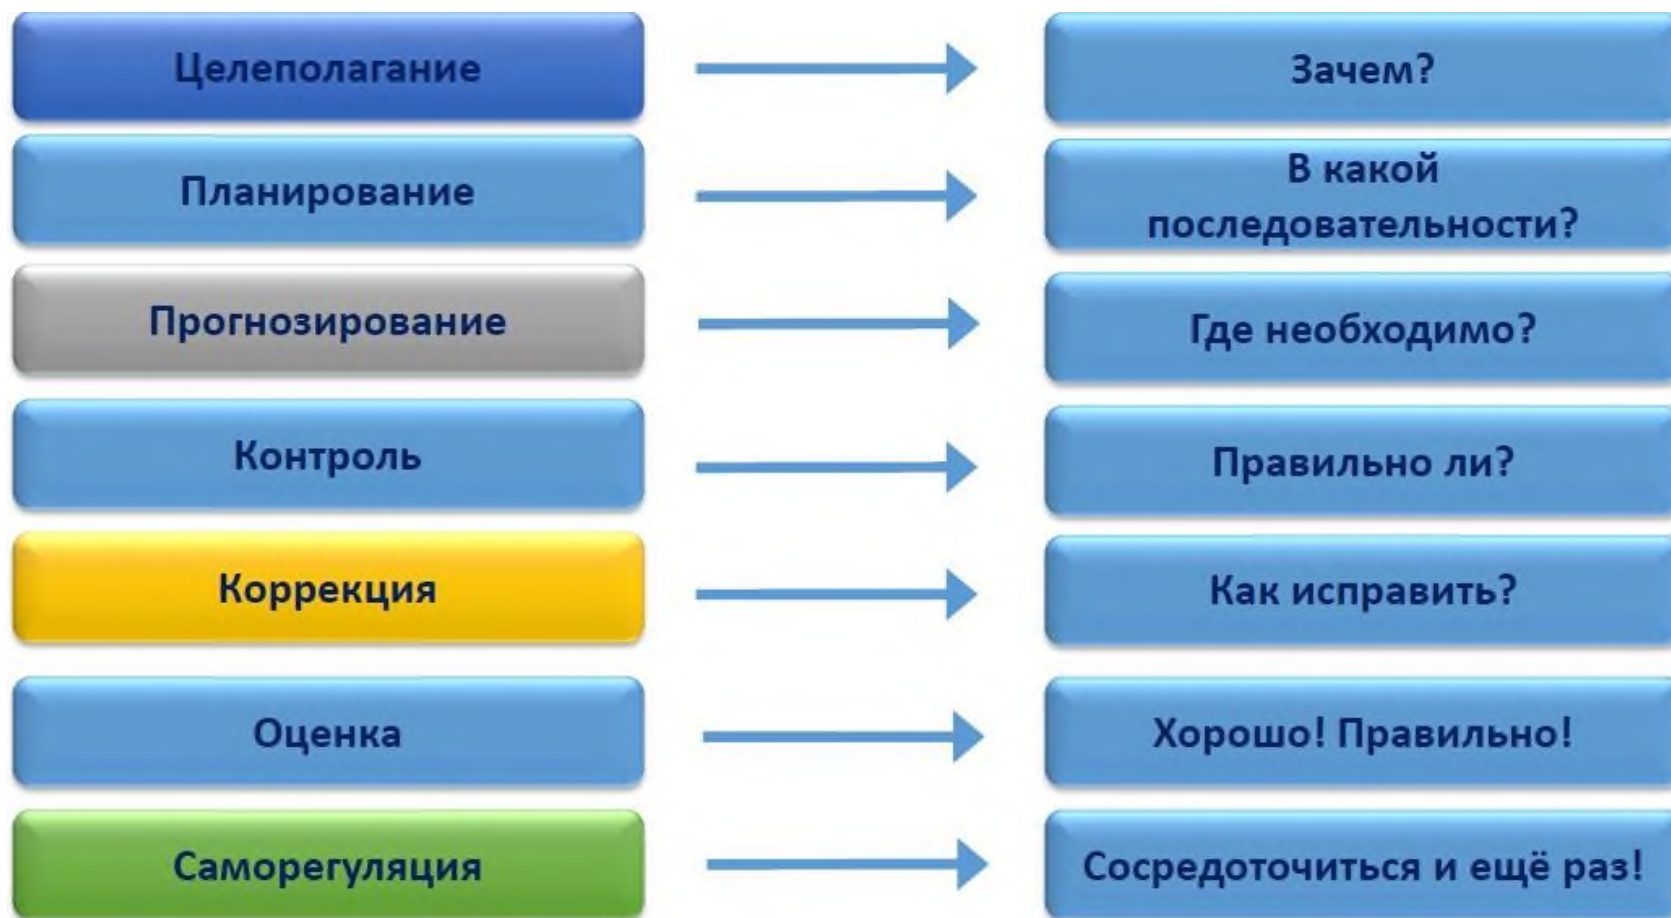 Целеполагание
Зачем?
Планирование
В какой
последовательности?
Прогнозирование
Где необходимо?
Контроль
Правильно ли?
Коррекция
Как исправить?
Оценка
Хорошо! Правильно!
Саморегуляция
Сосредоточиться и ещё раз!